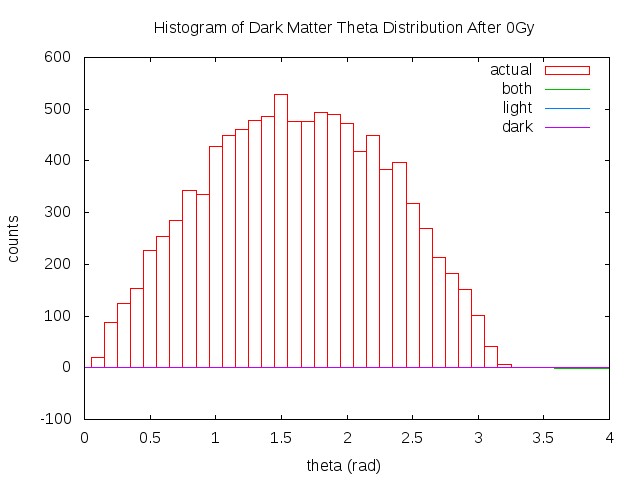 Histogram of Dark Matter Theta Distribution After 0Gy
600
500
400
300
200
100
0
-100
counts
actual
both
light
dark
0 0.5 1 1.5 2 2.5 3 3.5 4
theta (rad)